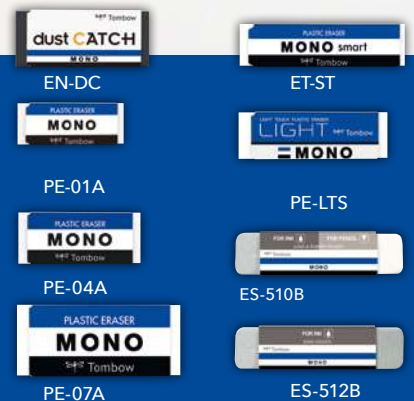 Tombow
dust CATCH
MONO
EN-DC
PLASTIC ERASER
MONO smart
Tombow
ET-ST
PLASTIC ERASER
MONO
Tombow
PE-01A
LIGHT TOUCH PLASTIC ERASER
LIGHT Tombow
MONO
PE-LTS
PLASTIC ERASER
MONO
Tombow
PE-04A
FOR INK FOR PENCIL
Tombow
MONO
ES-510B
PLASTIC ERASER
MONO
Tombow
PE-07A
FOR INK
Tombow
MONO
ES-512B